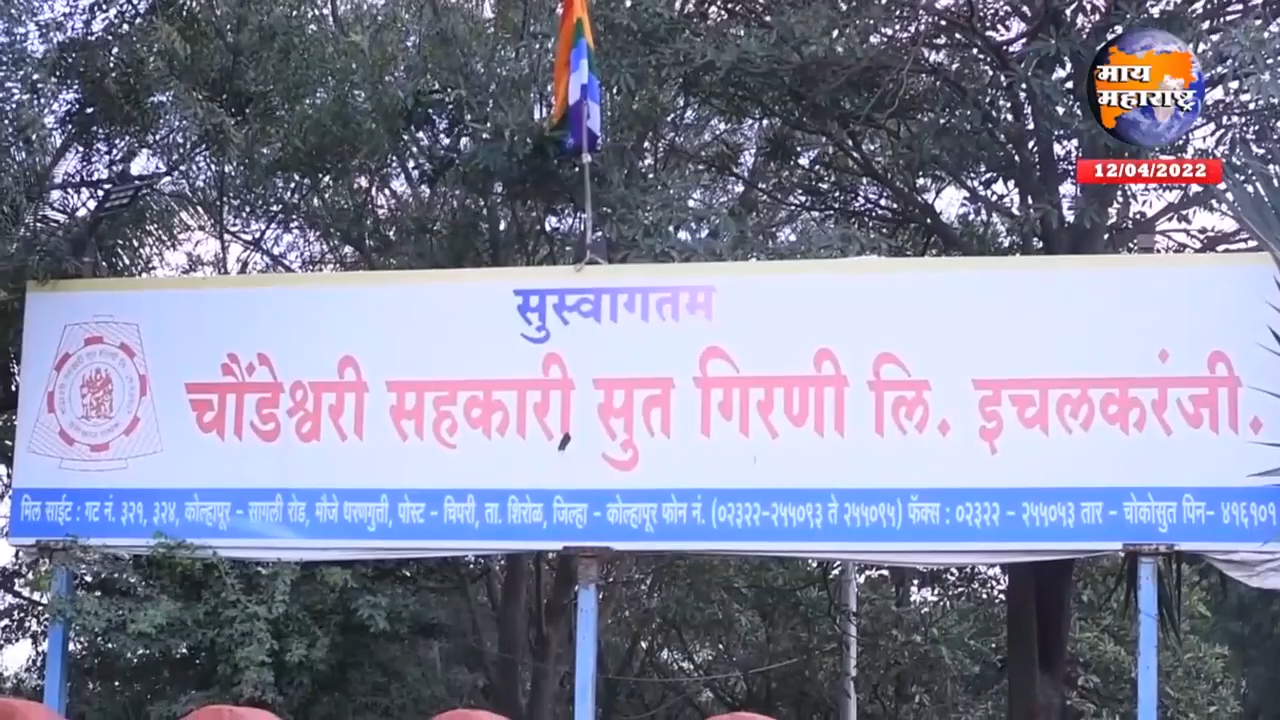 माय
महाराष्ट्र
12/04/2022
सुस्वागतम
चौंडेश्वरी सहकारी सुत गिरणी लि. इचलकरंजी.
मिल साईट : गट नं. ३२१, ३२४, कोल्हापूर - सागली रोड, मौजे धरणगुती, पोस्ट - चिपरी, ता. शिरोळ, जिल्हा - कोल्हापूर फोन नं. (०२३२२-२५५०९३ ते २५५०९५) फॅक्स : ०२३२२ - २५५०५३ तार - चोकोसुत पिन- ४१६१०१